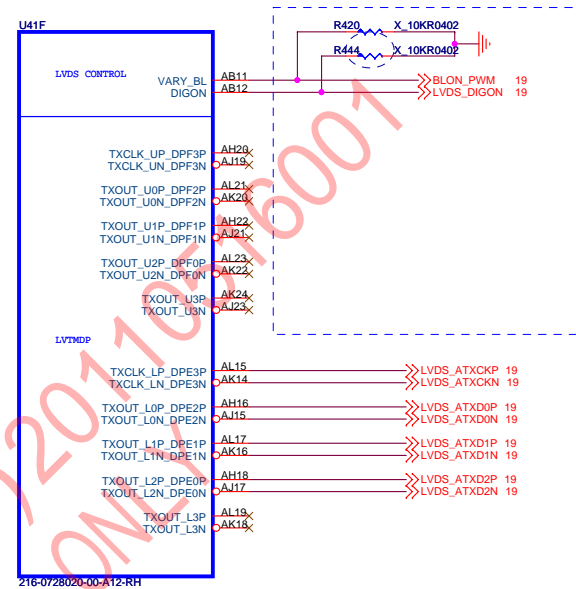 U41F
R420 X_10KR0402
R444 X_10KR0402
LVDS CONTROL
VARY_BL AB11 BLON_PWM 19
DIGON AB12 LVDS_DIGON 19
TXCLK_UP_DPF3P AH20
TXCLK_UN_DPF3N AJ19
TXOUT_U0P_DPF2P AL21
TXOUT_U0N_DPF2N AK20
TXOUT_U1P_DPF1P AH22
TXOUT_U1N_DPF1N AJ21
TXOUT_U2P_DPF0P AL23
TXOUT_U2N_DPF0N AK22
TXOUT_U3P AK24
TXOUT_U3N AJ23
LVTMDP
TXCLK_LP_DPE3P AL15 LVDS_ATXCKP 19
TXCLK_LN_DPE3N AK14 LVDS_ATXCKN 19
TXOUT_L0P_DPE2P AH16 LVDS_ATXD0P 19
TXOUT_L0N_DPE2N AJ15 LVDS_ATXD0N 19
TXOUT_L1P_DPE1P AL17 LVDS_ATXD1P 19
TXOUT_L1N_DPE1N AK16 LVDS_ATXD1N 19
TXOUT_L2P_DPE0P AH18 LVDS_ATXD2P 19
TXOUT_L2N_DPE0N AJ17 LVDS_ATXD2N 19
TXOUT_L3P AL19
TXOUT_L3N AK18
216-0728020-00-A12-RH
)20110516001
ONLY